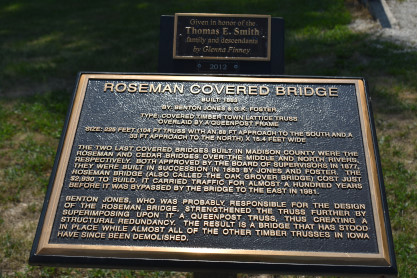 Given in honor of the
Thomas E. Smith
family and descendants
by Glenna Finney
2012
ROSEMAN COVERED BRIDGE
BUILT: 1883
BY: BENTON JONES & G.K. FOSTER
TYPE: COVERED TIMBER TOWN LATTICE TRUSS
OVERLAID BY A QUEENPOST FRAME
SIZE: 225 FEET (104 FT TRUSS WITH AN 88 FT APPROACH TO THE SOUTH AND A
33 FT APPROACH TO THE NORTH) X 15.4 FEET WIDE
THE TWO LAST COVERED BRIDGES BUILT IN MADISON COUNTY WERE THE
ROSEMAN AND CEDAR BRIDGES OVER THE MIDDLE AND NORTH RIVERS,
RESPECTIVELY. BOTH APPROVED BY THE BOARD OF SUPERVISORS IN 1877,
THEY WERE BUILT IN SUCCESSION IN 1883 BY JONES AND FOSTER. THE
ROSEMAN BRIDGE (ALSO CALLED THE OAK GROVER BRIDGE) COST JUST
BUILD. IT CARRIED TRAFFIC FOR ALMOST A HUNDRED YEARS
BEFORE IT WAS BYPASSED BY THE BRIDGE TO THE EAST IN 1981.
BENTON JONES, WHO WAS PROBABLY RESPONSIBLE FOR THE DESIGN
OF THE ROSEMAN BRIDGE, STRENGTHENED THE TRUSS FURTHER BY
SUPERIMPOSING UPON IT A QUEENPOST TRUSS, THUS CREATING A
STRUCTURAL REDUNDANCY. THE RESULT IS A BRIDGE THAT HAS STOOD
IN PLACE WHILE ALMOST ALL OF THE OTHER TIMBER TRUSSES IN IOWA
HAVE SINCE BEEN DEMOLISHED.